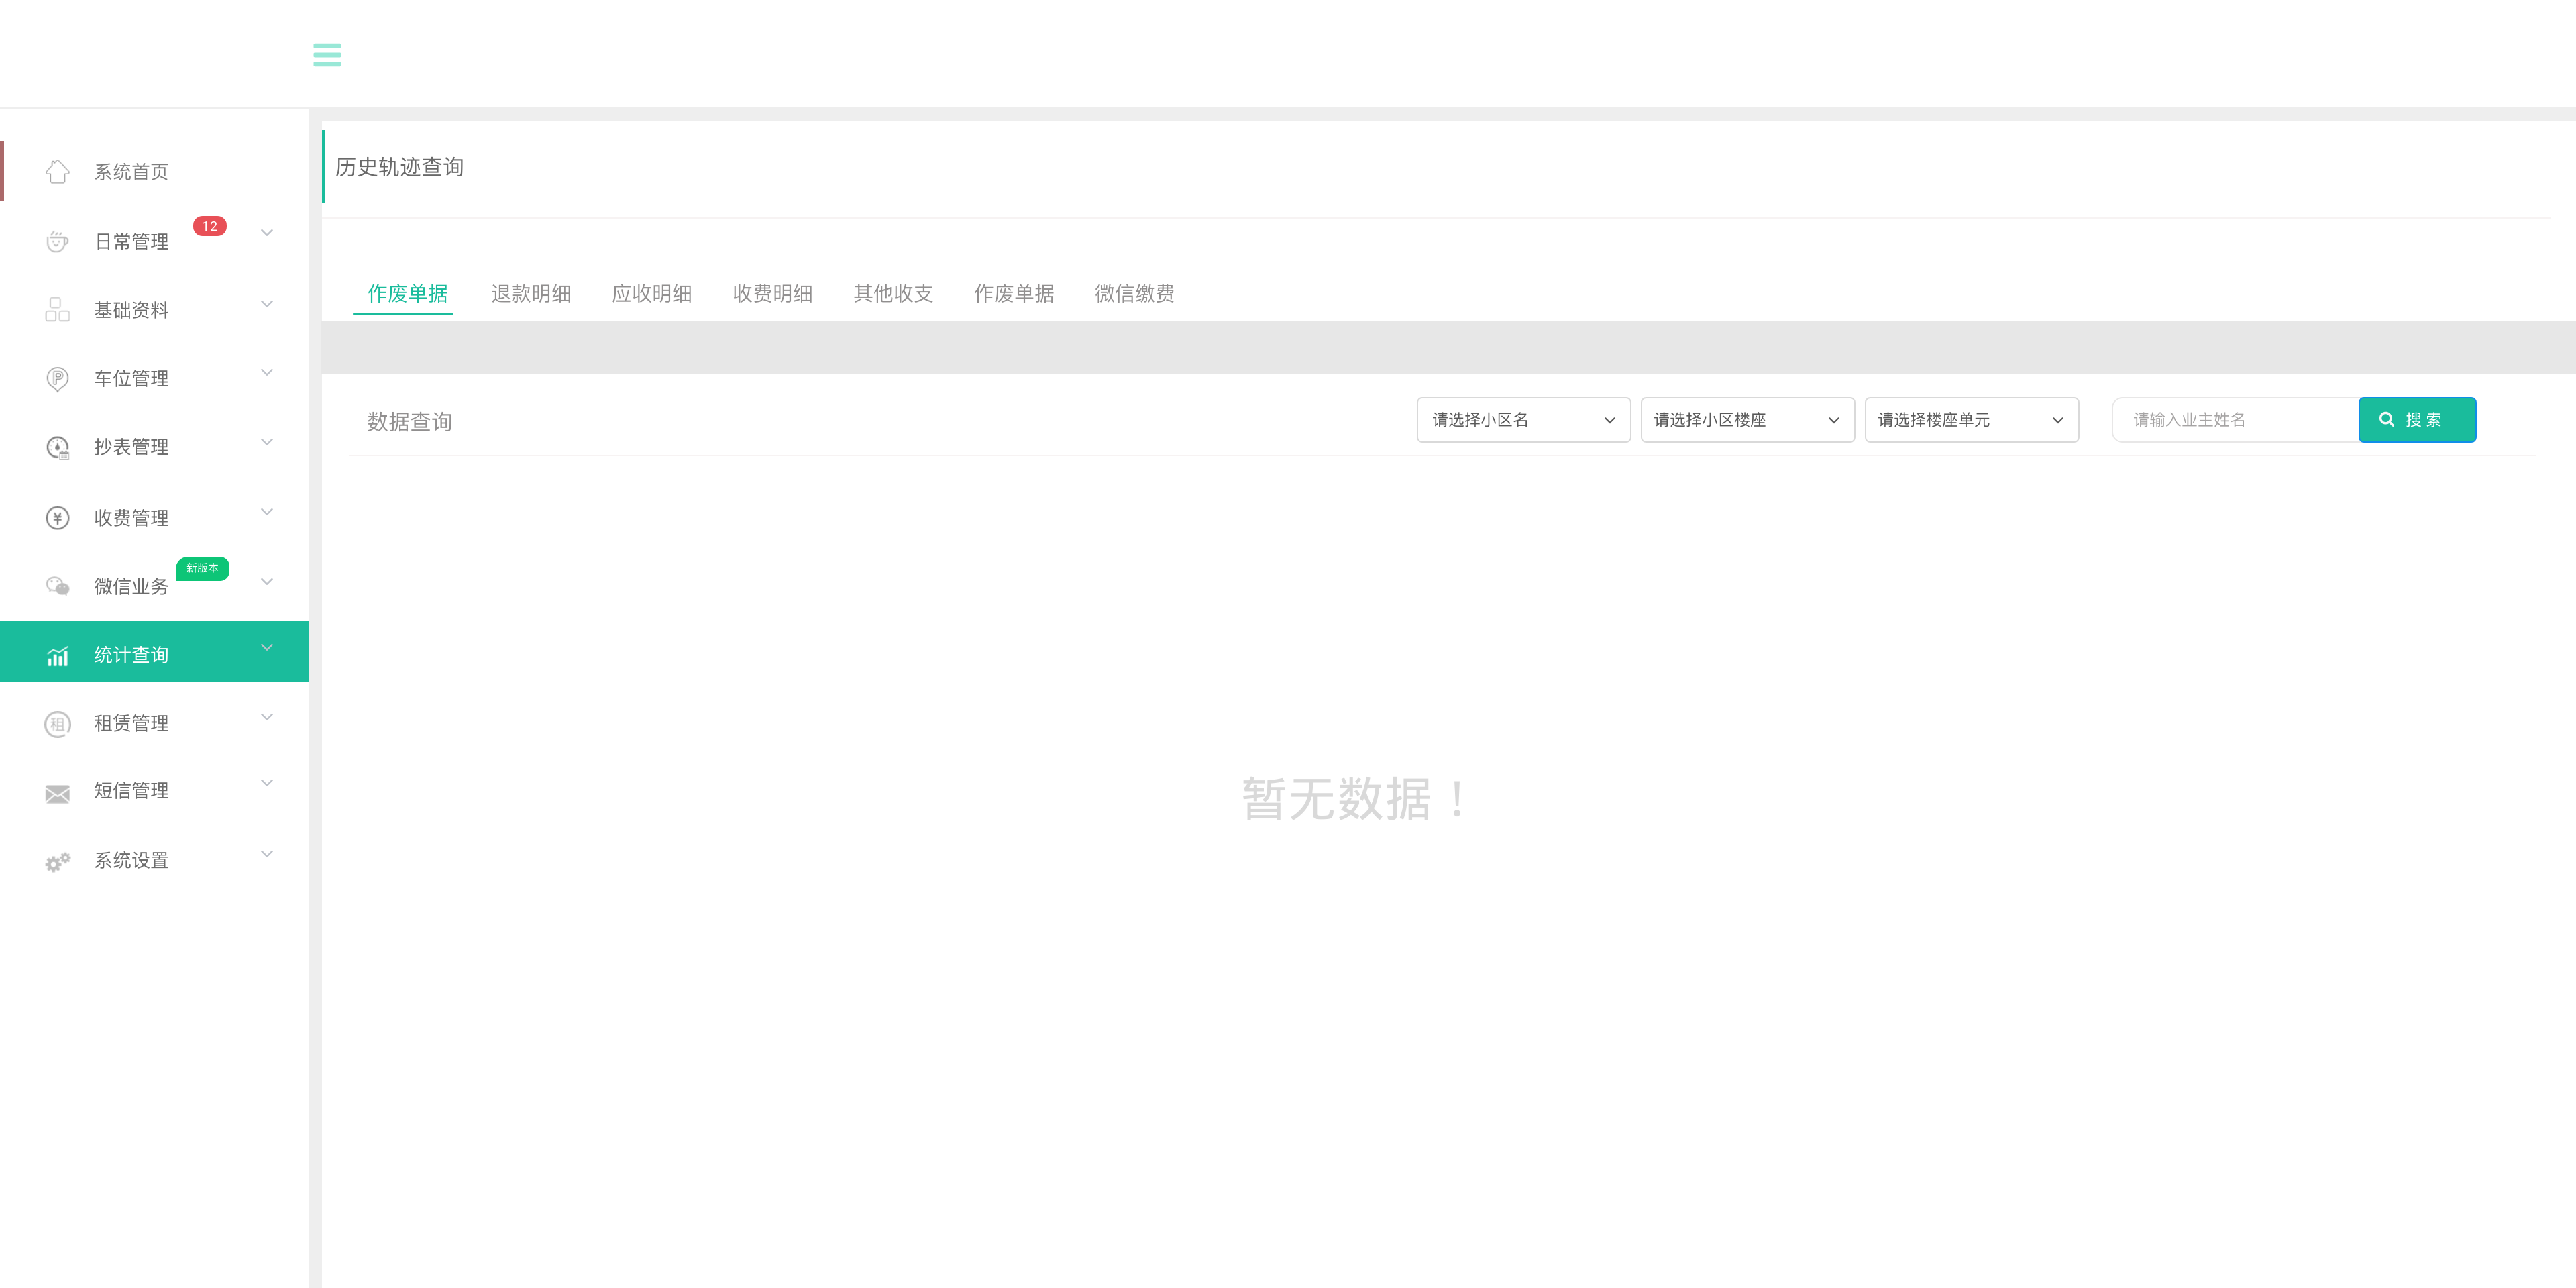 系统首页
日常管理 12
基础资料
车位管理
抄表管理
收费管理
微信业务 新版本
统计查询
租 租赁管理
短信管理
系统设置
历史轨迹查询
作废单据 退款明细 应收明细 收费明细 其他收支 作废单据 微信缴费
数据查询 请选择小区名 请选择小区楼座 请选择楼座单元 请输入业主姓名 搜 索
暂无数据！